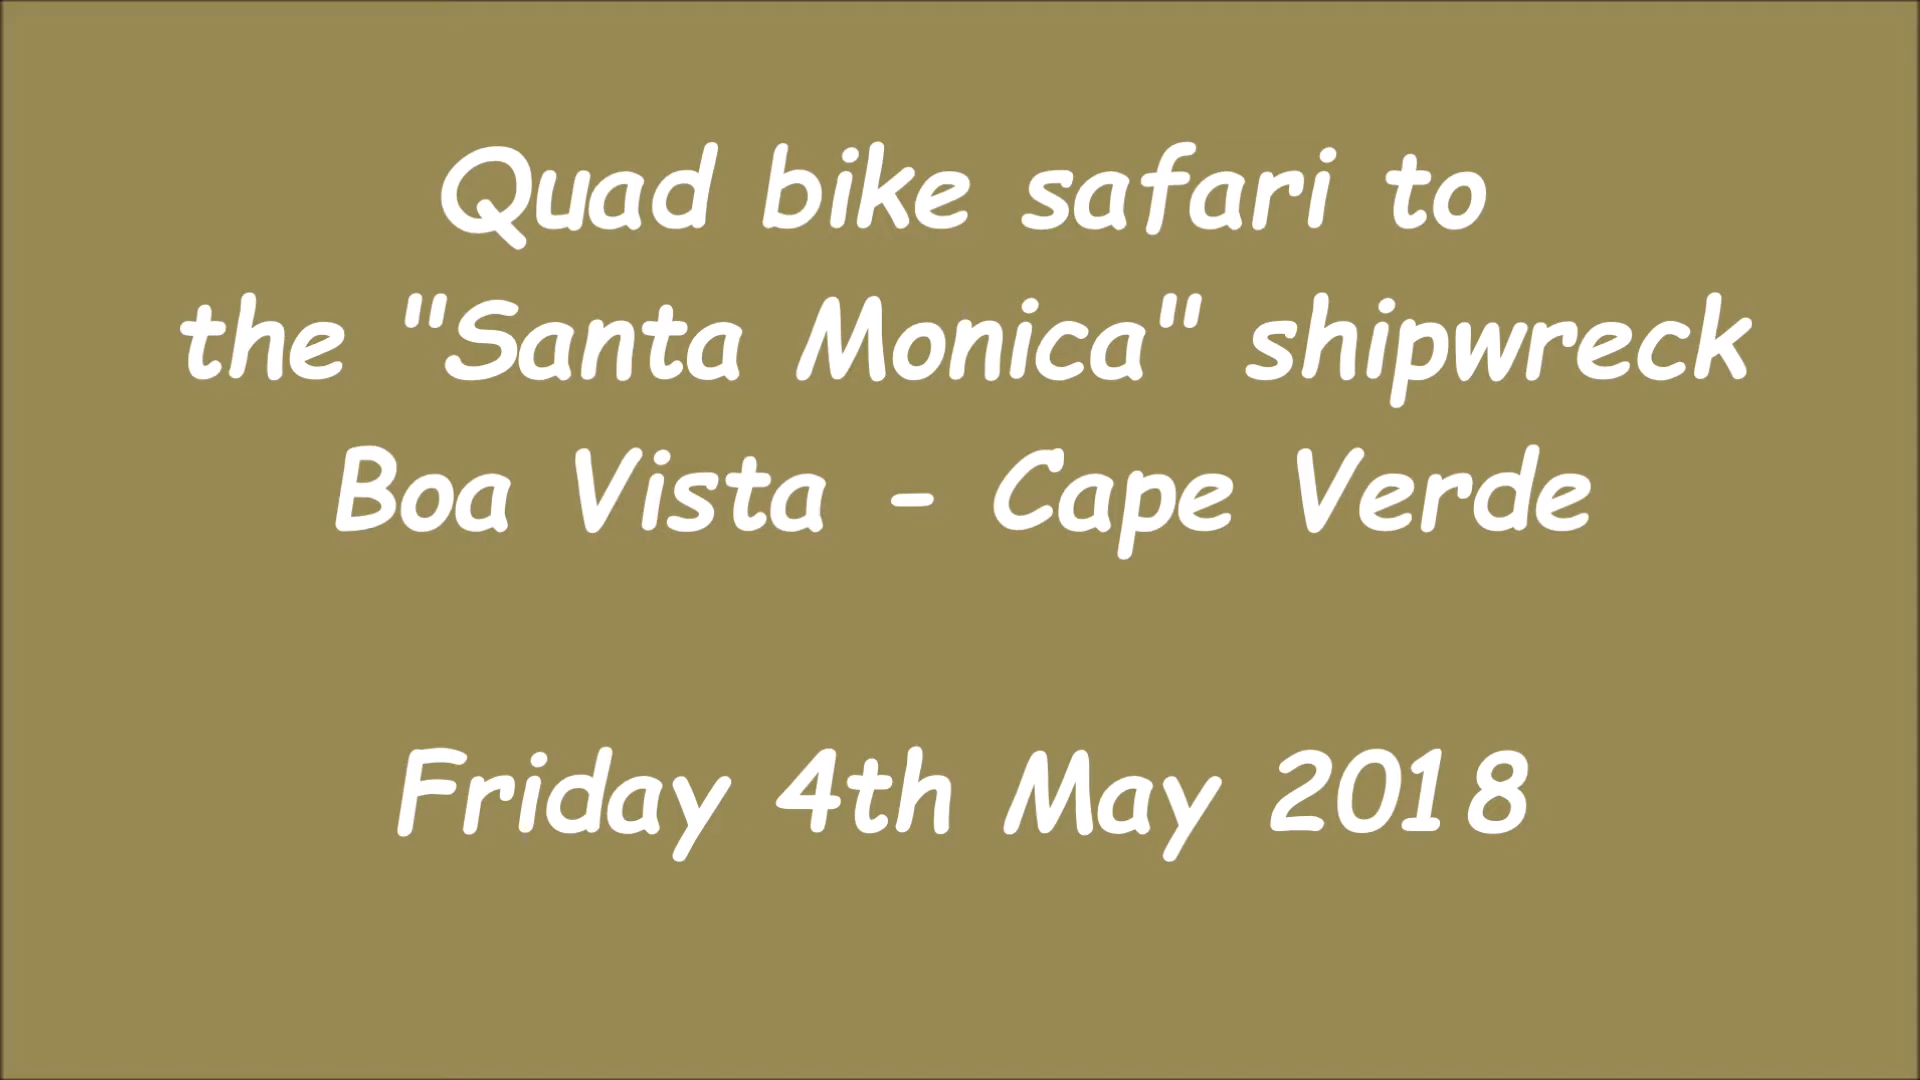 Quad bike safari to
the "Santa Monica" shipwreck
Boa Vista - Cape Verde
Friday 4th May 2018